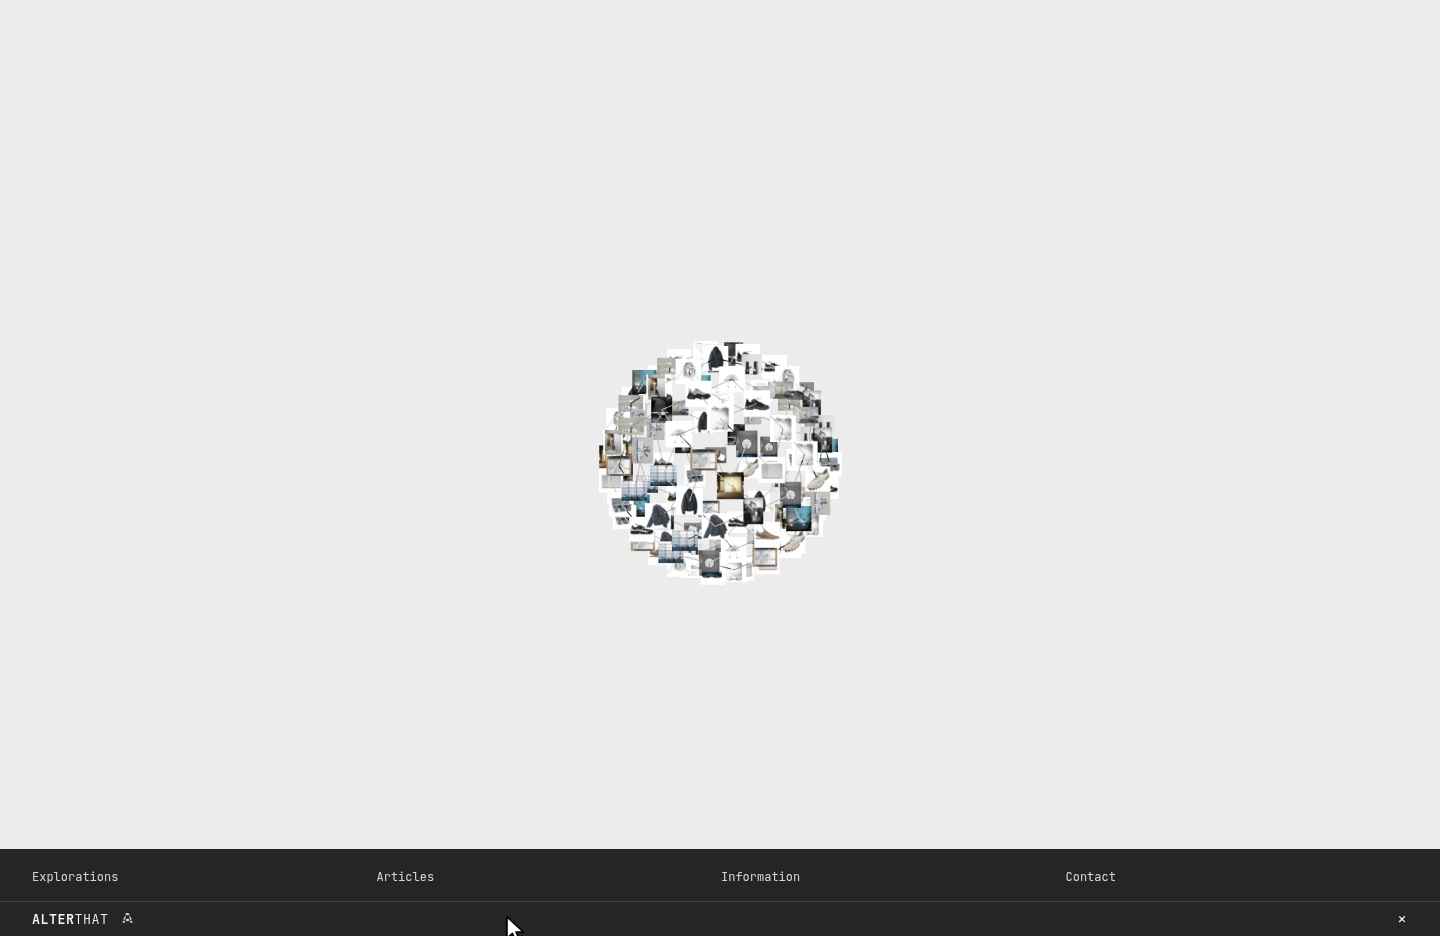 Explorations
Articles
Information
Contact
ALTERTHAT
×